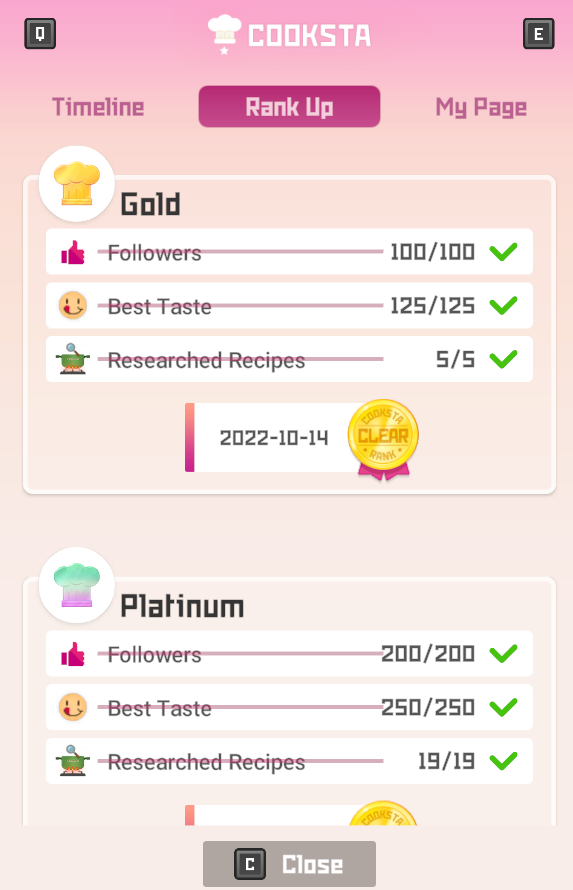 Q
COOKSTA
E
Timeline
Rank Up
My Page
Gold
Followers 100/100
Best Taste 125/125
Researched Recipes 5/5
2022-10-14
COOKSTA
CLEAR
RANK
Platinum
Followers 200/200
Best Taste 250/250
Researched Recipes 19/19
COOKSTA
C Close